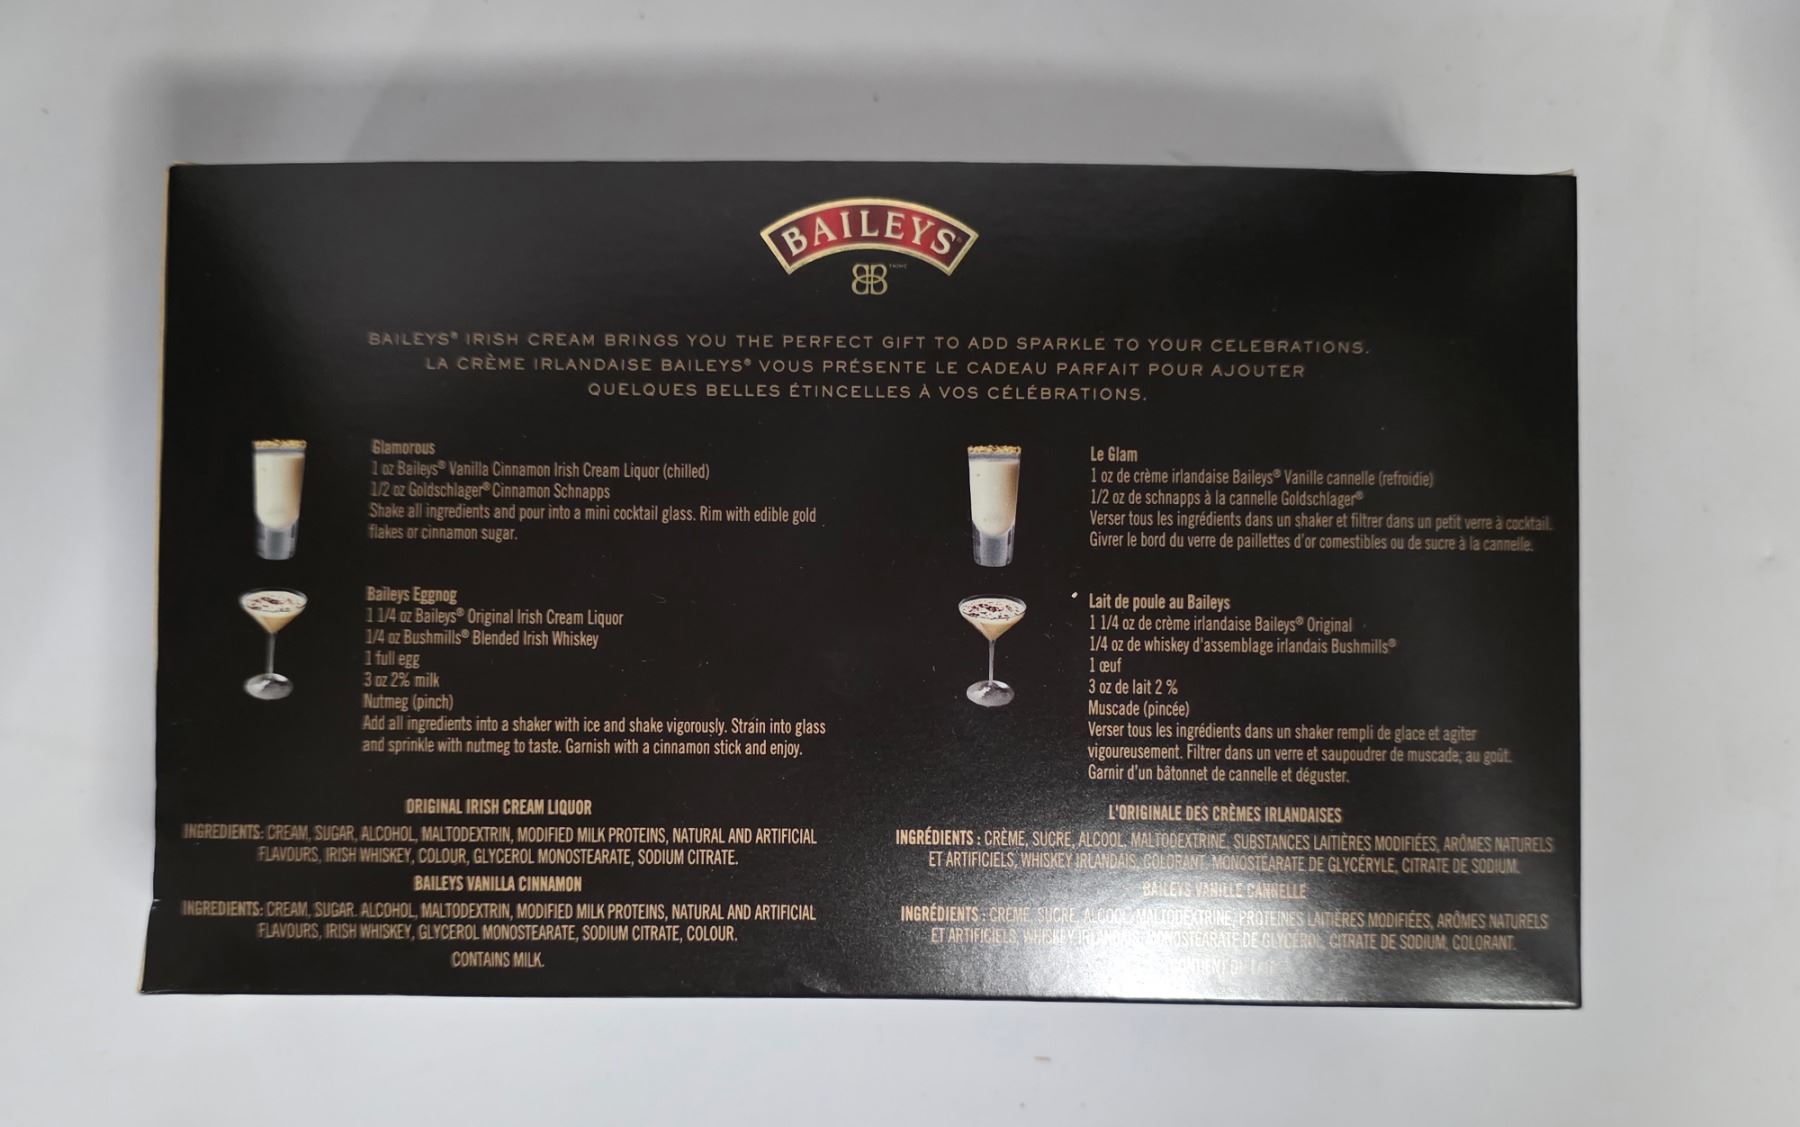 BAILEYS®
BAILEYS® IRISH CREAM BRINGS YOU THE PERFECT GIFT TO ADD SPARKLE TO YOUR CELEBRATIONS.
LA CRÈME IRLANDAISE BAILEYS® VOUS PRÉSENTE LE CADEAU PARFAIT POUR AJOUTER
QUELQUES BELLES ÉTINCELLES À VOS CÉLÉBRATIONS.
Glamorous
1 oz Baileys® Vanilla Cinnamon Irish Cream Liquor (chilled)
1/2 oz Goldschlager® Cinnamon Schnapps
Shake all ingredients and pour into a mini cocktail glass. Rim with edible gold
flakes or cinnamon sugar.
Baileys Eggnog
1 1/4 oz Baileys® Original Irish Cream Liquor
1/4 oz Bushmills® Blended Irish Whiskey
1 full egg
3 oz 2% milk
Nutmeg (pinch)
Add all ingredients into a shaker with ice and shake vigorously. Strain into glass
and sprinkle with nutmeg to taste. Garnish with a cinnamon stick and enjoy.
ORIGINAL IRISH CREAM LIQUOR
INGREDIENTS: CREAM, SUGAR, ALCOHOL, MALTODEXTRIN, MODIFIED MILK PROTEINS, NATURAL AND ARTIFICIAL
FLAVOURS, IRISH WHISKEY, COLOUR, GLYCEROL MONOSTEARATE, SODIUM CITRATE.
BAILEYS VANILLA CINNAMON
INGREDIENTS: CREAM, SUGAR. ALCOHOL, MALTODEXTRIN, MODIFIED MILK PROTEINS, NATURAL AND ARTIFICIAL
FLAVOURS, IRISH WHISKEY, GLYCEROL MONOSTEARATE, SODIUM CITRATE, COLOUR.
CONTAINS MILK.
Le Glam
1 oz de crème irlandaise Baileys® Vanille cannelle (refroidie)
1/2 oz de schnapps à la cannelle Goldschlager®
Verser tous les ingrédients dans un shaker et filtrer dans un petit verre à cocktail.
Givrer le bord du verre de paillettes d'or comestibles ou de sucre à la cannelle.
Lait de poule au Baileys
1 1/4 oz de crème irlandaise Baileys® Original
1/4 oz de whiskey d'assemblage irlandais Bushmills®
1 œuf
3 oz de lait 2 %
Muscade (pincée)
Verser tous les ingrédients dans un shaker rempli de glace et agiter
vigoureusement. Filtrer dans un verre et saupoudrer de muscade, au goût.
Garnir d'un bâtonnet de cannelle et déguster.
L'ORIGINALE DES CRÈMES IRLANDAISES
INGRÉDIENTS : CRÈME, SUCRE, ALCOOL, MALTODEXTRINE, SUBSTANCES LAITIÈRES MODIFIÉES, ARÔMES NATURELS
ET ARTIFICIELS, WHISKEY IRLANDAIS, COLORANT, MONOSTÉARATE DE GLYCÉRYLE, CITRATE DE SODIUM.
BAILEYS VANILLE CANNELLE
INGRÉDIENTS : CRÈME, SUCRE, ALCOOL, MALTODEXTRINE, PROTÉINES LAITIÈRES MODIFIÉES, ARÔMES NATURELS
ET ARTIFICIELS, WHISKEY IRLANDAIS, MONOSTÉARATE DE GLYCÉROL, CITRATE DE SODIUM, COLORANT.
CONTIENT DU LAIT